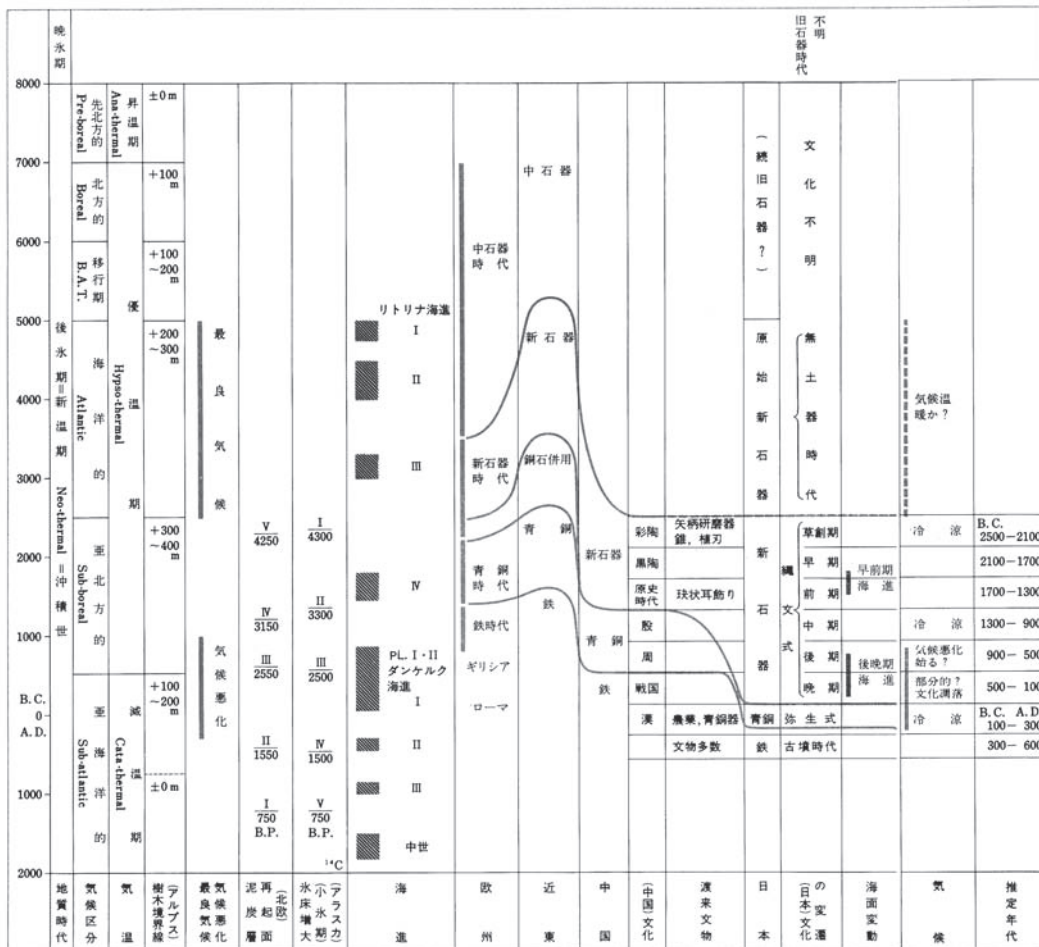 晩氷期
旧石器時代
不明
8000
7000
6000
5000
4000
3000
2000
1000
B. C.
0
A. D.
1000
2000
後氷期=新温期 Neo-thermal =沖積世
先北方的
Pre-boreal
北方的
Boreal
移行期
B.A.T.
海洋的
Atlantic
亜北方的
Sub-boreal
亜海洋的
Sub-atlantic
昇温期
Ana-thermal
優温期
Hypso-thermal
減温期
Cata-thermal
±0 m
+100
m
+100
~200
m
+200
~300
m
+300
~400
m
+100
~200
m
±0 m
最良気候
気候悪化
V
4250
IV
3150
III
2550
II
1550
I
750
B.P.
I
4300
II
3300
III
2500
IV
1500
V
750
B.P.
¹⁴C
リトリナ海進
I
II
III
IV
PL. I・II
ダンケルク
海進
I
II
III
中世
中石器
時代
新石器
時代
青銅
時代
鉄時代
ギリシア
ローマ
中石器
新石器
銅石併用
青銅
鉄
新石器
青銅
鉄
彩陶
黒陶
原史
時代
殷
周
戦国
漢
矢柄研磨器
錐,植刃
玦状耳飾り
農業,青銅器
文物多数
(続旧石器?)
原始新石器
新石器
青銅
鉄
文化不明
無土器時代
縄文式
草創期
早期
前期
中期
後期
晩期
弥生式
古墳時代
早前期
海進
後晩期
海進
気候温
暖か?
冷涼
冷涼
気候悪化
始る?
部分的?
文化凋落
冷涼
B.C.
2500-2100
2100-1700
1700-1300
1300- 900
900- 500
500- 100
B.C. A.D.
100- 300
300- 600
地質時代
気候区分
気温
樹木境界線
(アルプス)
最良気候
気候悪化
泥炭層
再起面
(北欧)
氷床増大
(小氷期)
(アラスカ)
海進
欧州
近東
中国
(中国)文化
渡来文物
日本
(日本)文化
の変遷
海面変動
気候
推定年代